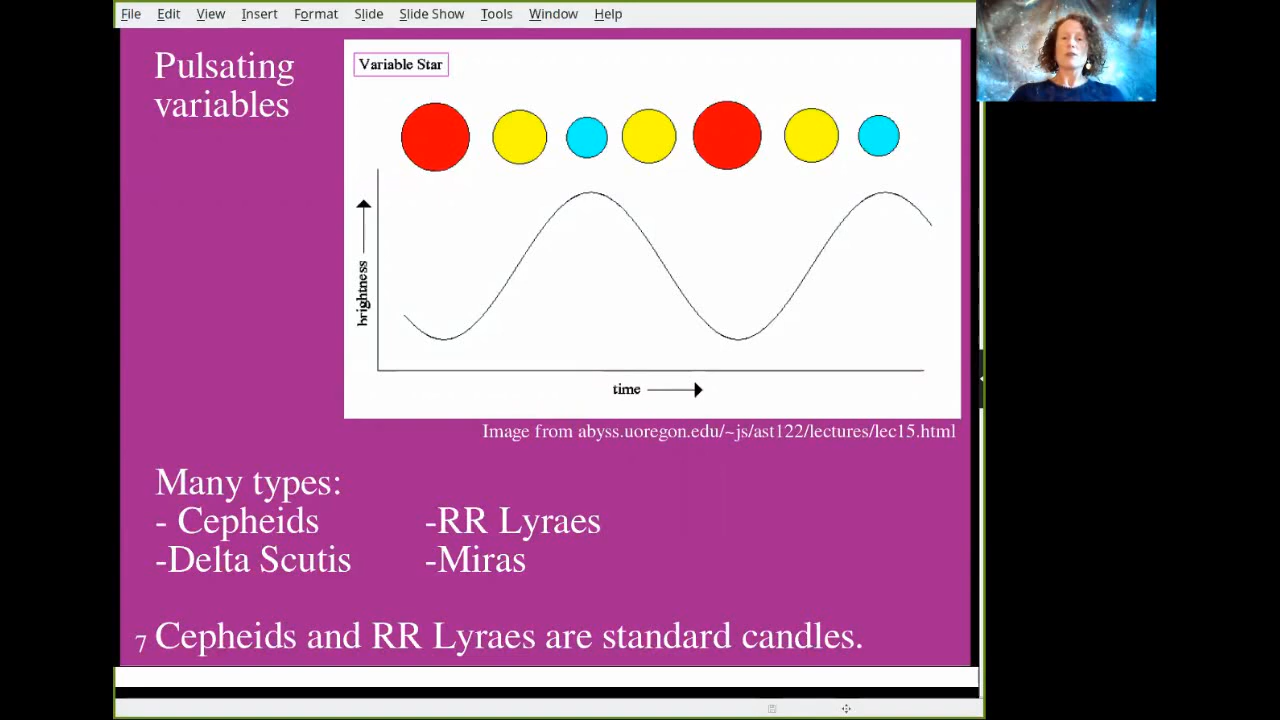 File Edit View Insert Format Slide Slide Show Tools Window Help
Pulsating
variables
Variable Star
brightness
time
Image from abyss.uoregon.edu/~js/ast122/lectures/lec15.html
Many types:
- Cepheids -RR Lyraes
-Delta Scutis -Miras
7 Cepheids and RR Lyraes are standard candles.